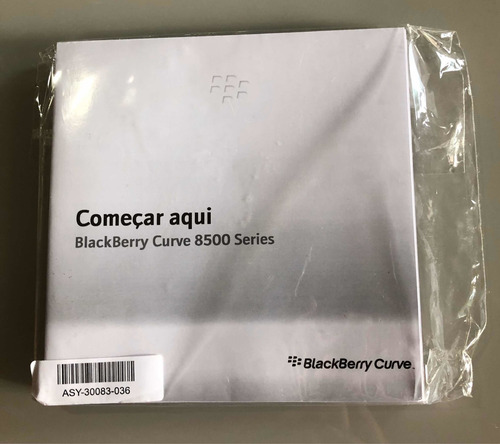 Começar aqui
BlackBerry Curve 8500 Series
BlackBerry Curve.
ASY-30083-036